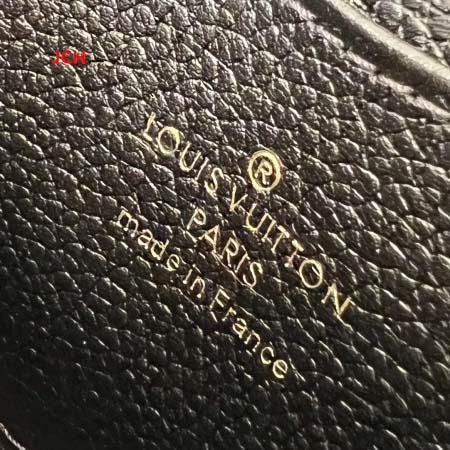 JCH
®
LOUIS VUITTON
PARIS
made in France